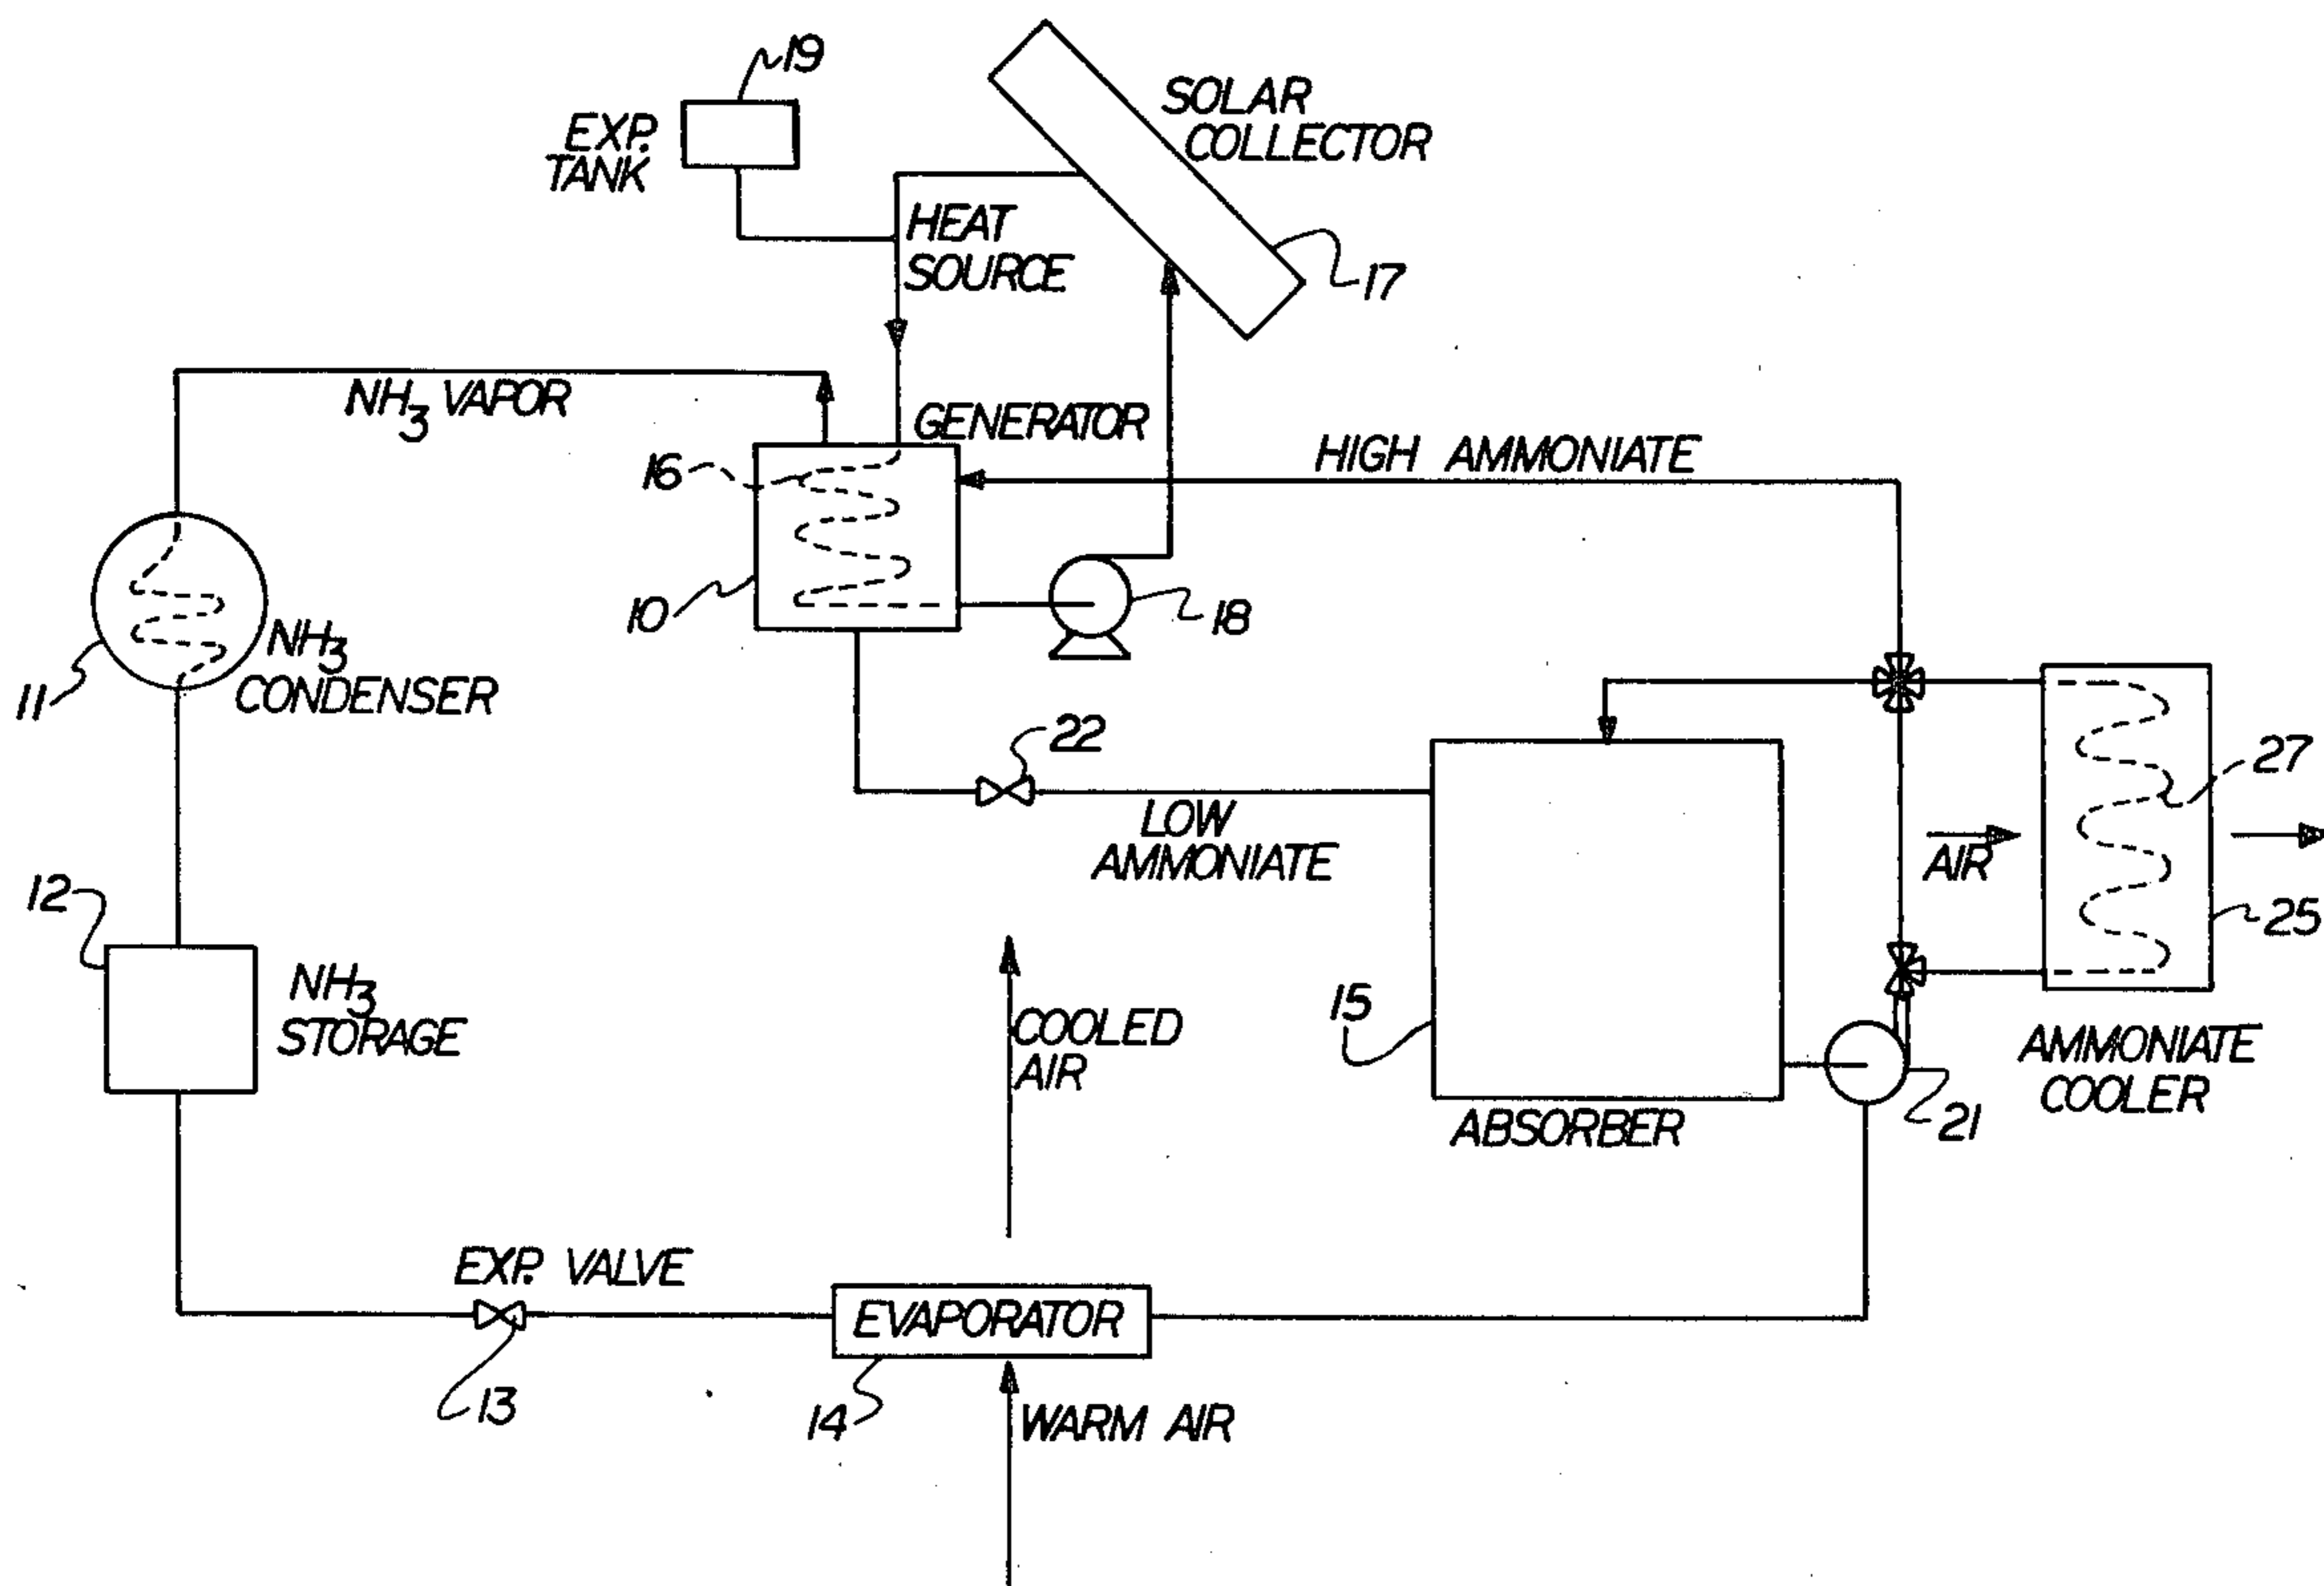 19
EXP.
TANK
SOLAR
COLLECTOR
HEAT
SOURCE
17
NH3 VAPOR
GENERATOR
HIGH AMMONIATE
16
10
18
11
NH3
CONDENSER
22
LOW
AMMONIATE
27
AIR
25
12
NH3
STORAGE
COOLED
AIR
15
ABSORBER
21
AMMONIATE
COOLER
EXP. VALVE
EVAPORATOR
13
14
WARM AIR